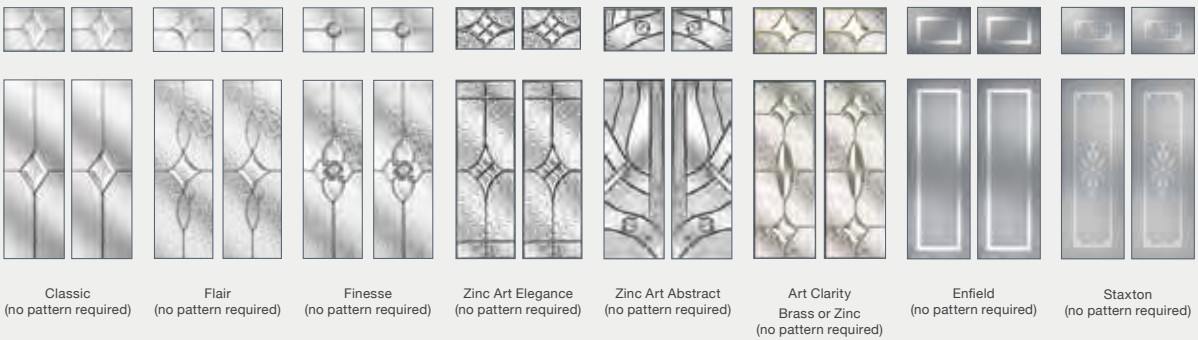 Classic
(no pattern required)
Flair
(no pattern required)
Finesse
(no pattern required)
Zinc Art Elegance
(no pattern required)
Zinc Art Abstract
(no pattern required)
Art Clarity
Brass or Zinc
(no pattern required)
Enfield
(no pattern required)
Staxton
(no pattern required)